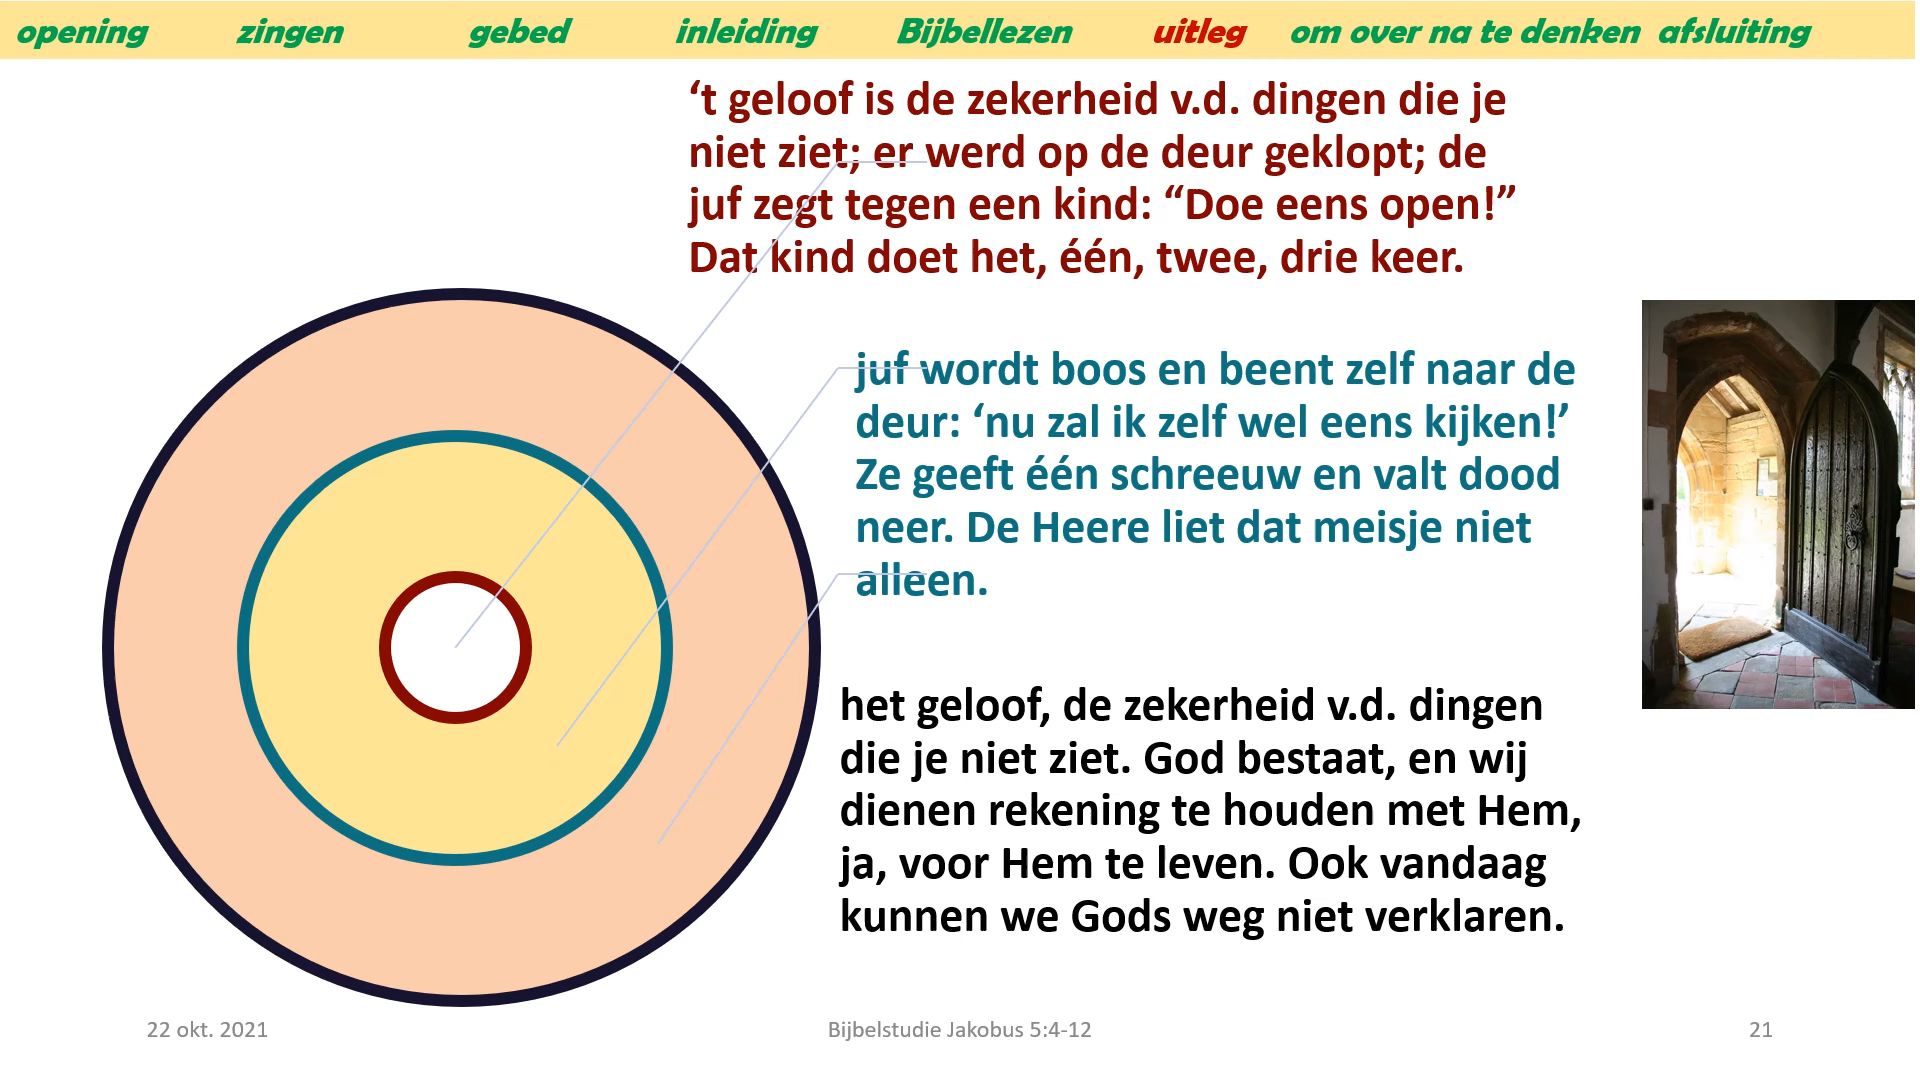 opening zingen gebed inleiding Bijbellezen uitleg om over na te denken afsluiting
‘t geloof is de zekerheid v.d. dingen die je
niet ziet; er werd op de deur geklopt; de
juf zegt tegen een kind: “Doe eens open!”
Dat kind doet het, één, twee, drie keer.
juf wordt boos en beent zelf naar de
deur: ‘nu zal ik zelf wel eens kijken!’
Ze geeft één schreeuw en valt dood
neer. De Heere liet dat meisje niet
alleen.
het geloof, de zekerheid v.d. dingen
die je niet ziet. God bestaat, en wij
dienen rekening te houden met Hem,
ja, voor Hem te leven. Ook vandaag
kunnen we Gods weg niet verklaren.
22 okt. 2021 Bijbelstudie Jakobus 5:4-12 21